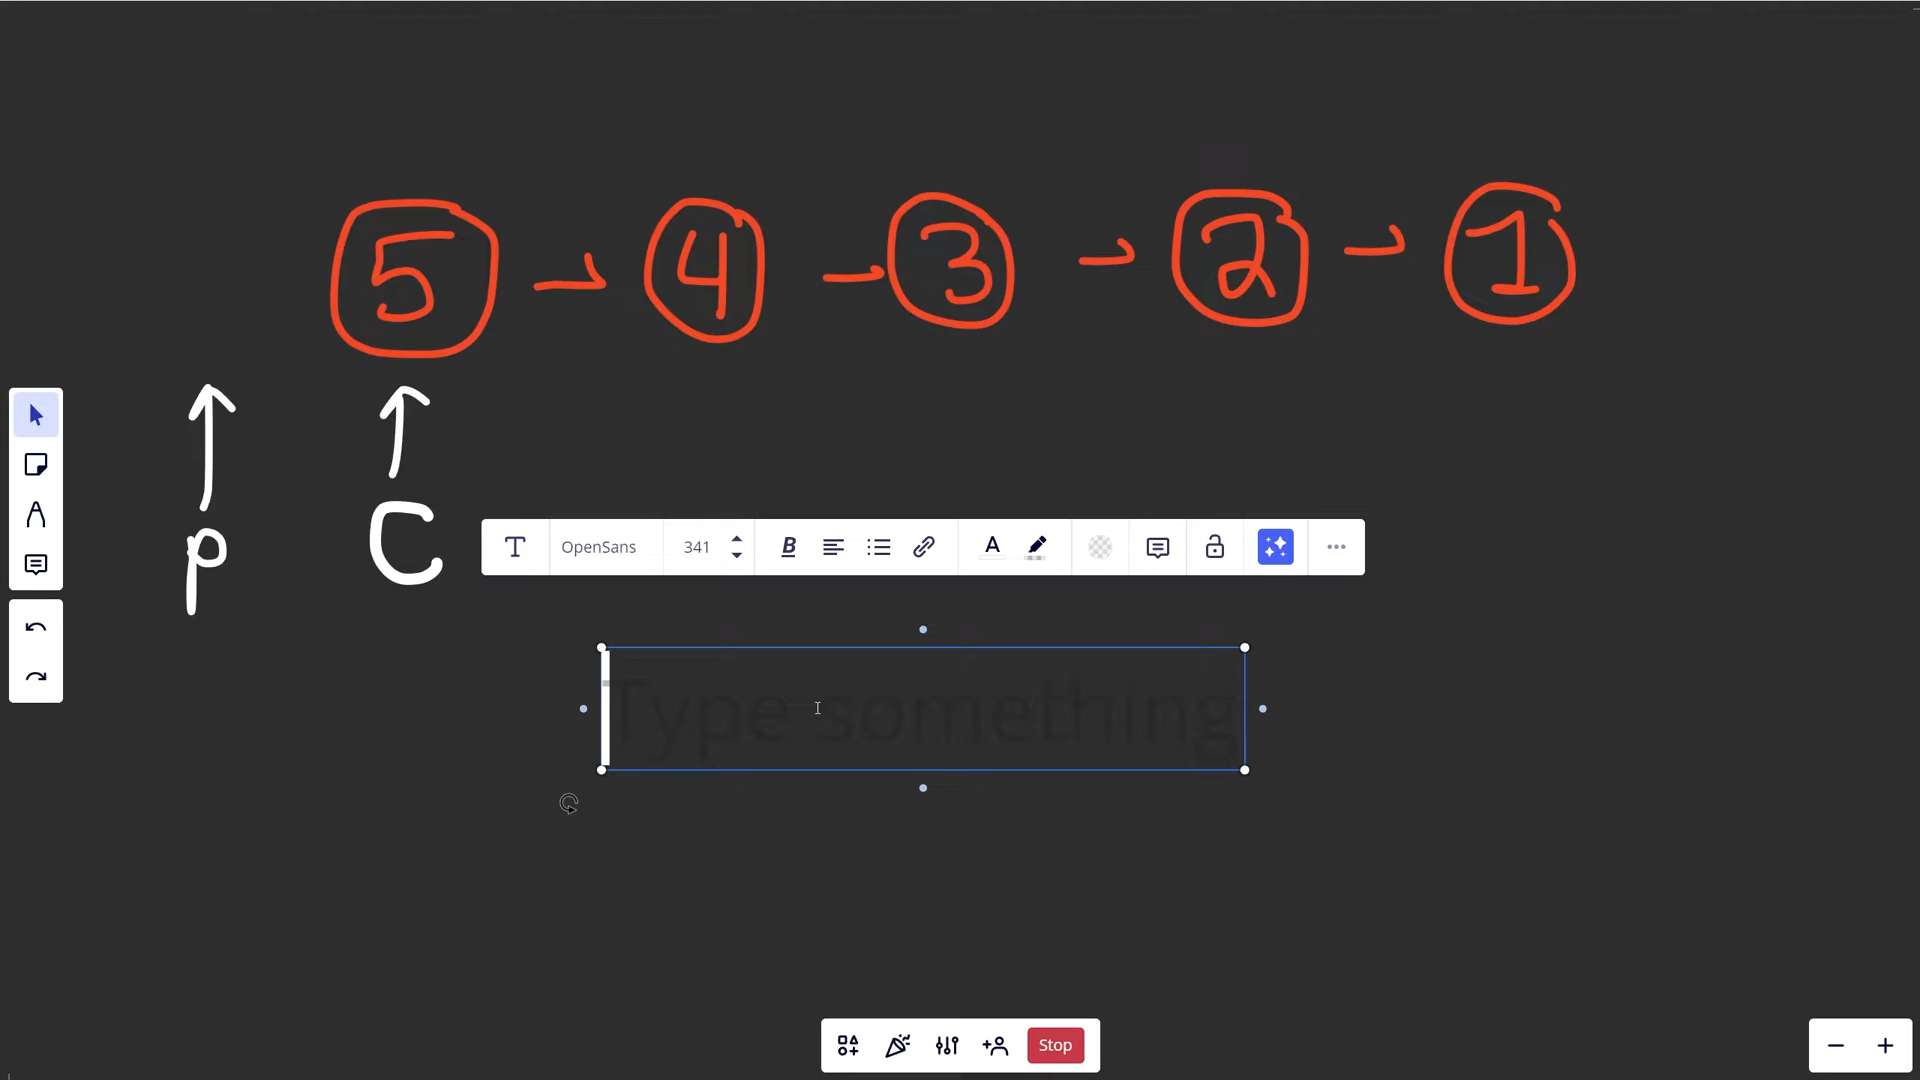 5 → 4 → 3 → 2 → 1
p C
T OpenSans 341 B A
Type something
Stop